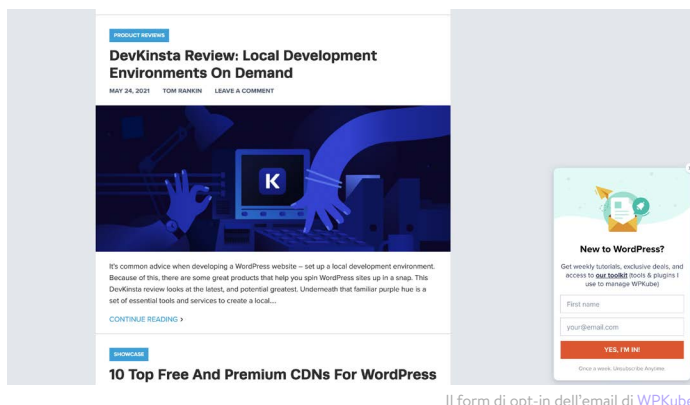 PRODUCT REVIEWS
DevKinsta Review: Local Development
Environments On Demand
MAY 24, 2021 TOM RANKIN LEAVE A COMMENT
K
It's common advice when developing a WordPress website – set up a local development environment.
Because of this, there are some great products that help you spin WordPress sites up in a snap. This
DevKinsta review looks at the latest, and potential greatest. Underneath that familiar purple hue is a
set of essential tools and services to create a local....
CONTINUE READING >
SHOWCASE
10 Top Free And Premium CDNs For WordPress
New to WordPress?
Get weekly tutorials, exclusive deals, and
access to our toolkit (tools & plugins I
use to manage WPKube)
First name
your@email.com
YES, I'M IN!
Once a week. Unsubscribe Anytime.
Il form di opt-in dell'email di WPKube